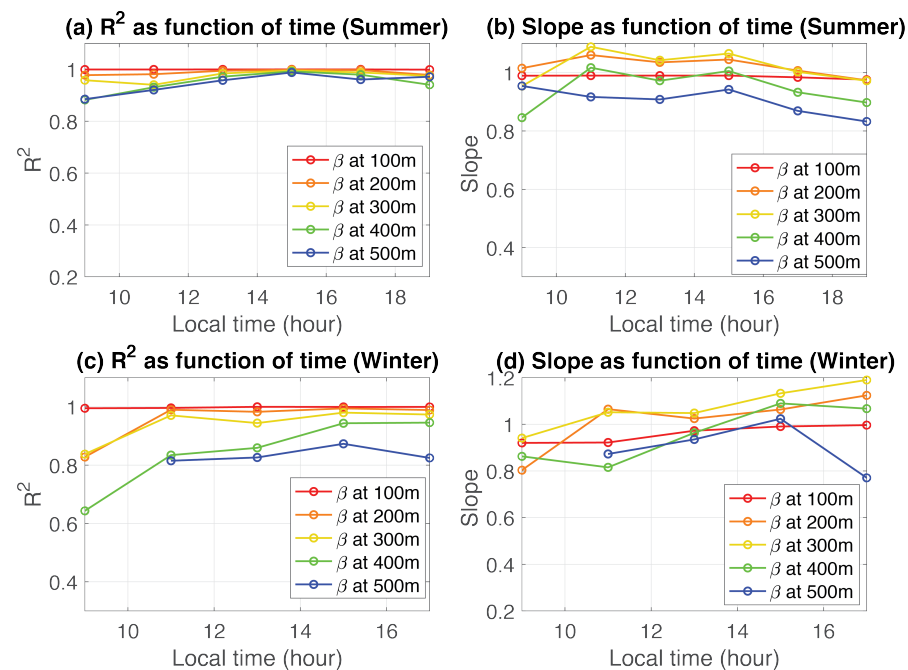 (a) R² as function of time (Summer)
1
0.8
0.6
0.4
0.2
R²
10
12
14
16
18
Local time (hour)
β at 100m
β at 200m
β at 300m
β at 400m
β at 500m
(b) Slope as function of time (Summer)
1
0.8
0.6
0.4
Slope
10
12
14
16
18
Local time (hour)
β at 100m
β at 200m
β at 300m
β at 400m
β at 500m
(c) R² as function of time (Winter)
1
0.8
0.6
0.4
R²
10
12
14
16
Local time (hour)
β at 100m
β at 200m
β at 300m
β at 400m
β at 500m
(d) Slope as function of time (Winter)
1.2
1
0.8
0.6
0.4
0.2
Slope
10
12
14
16
Local time (hour)
β at 100m
β at 200m
β at 300m
β at 400m
β at 500m